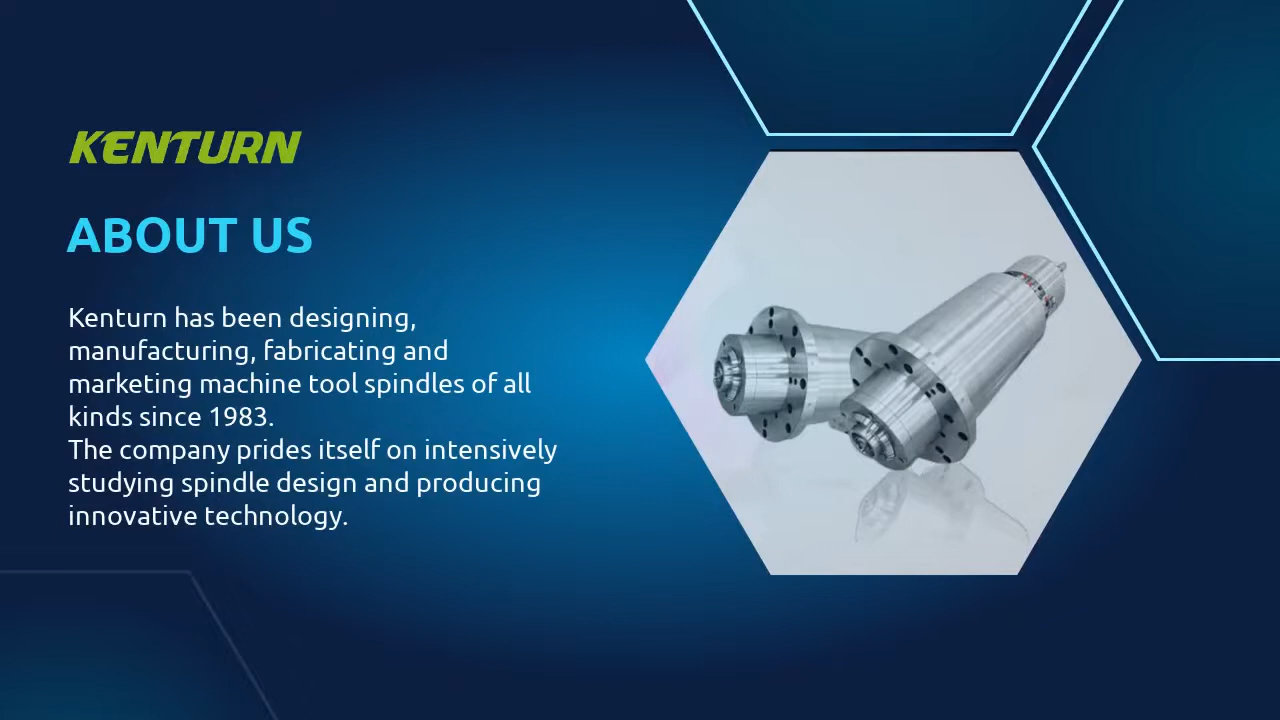 KENTURN
ABOUT US
Kenturn has been designing,
manufacturing, fabricating and
marketing machine tool spindles of all
kinds since 1983.
The company prides itself on intensively
studying spindle design and producing
innovative technology.